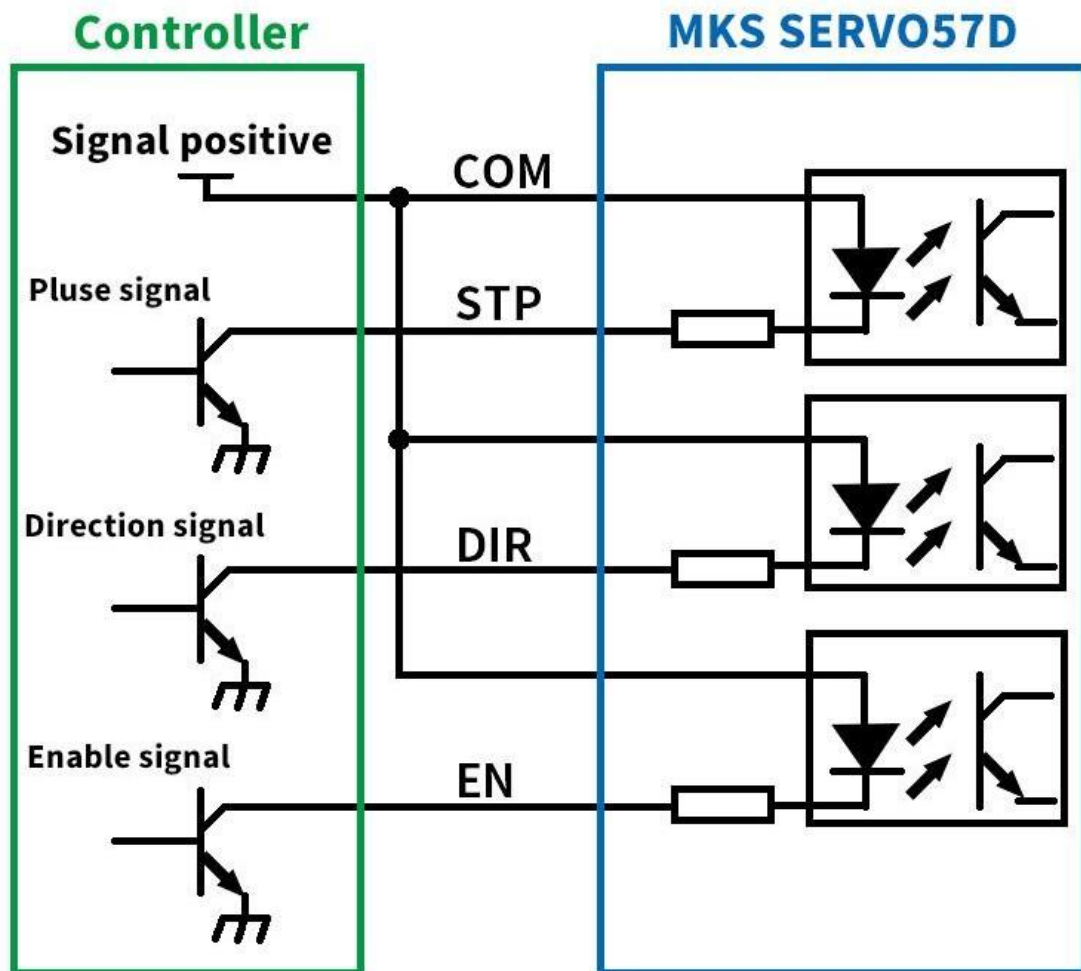 Controller
MKS SERVO57D
Signal positive
COM
Pluse signal
STP
Direction signal
DIR
Enable signal
EN